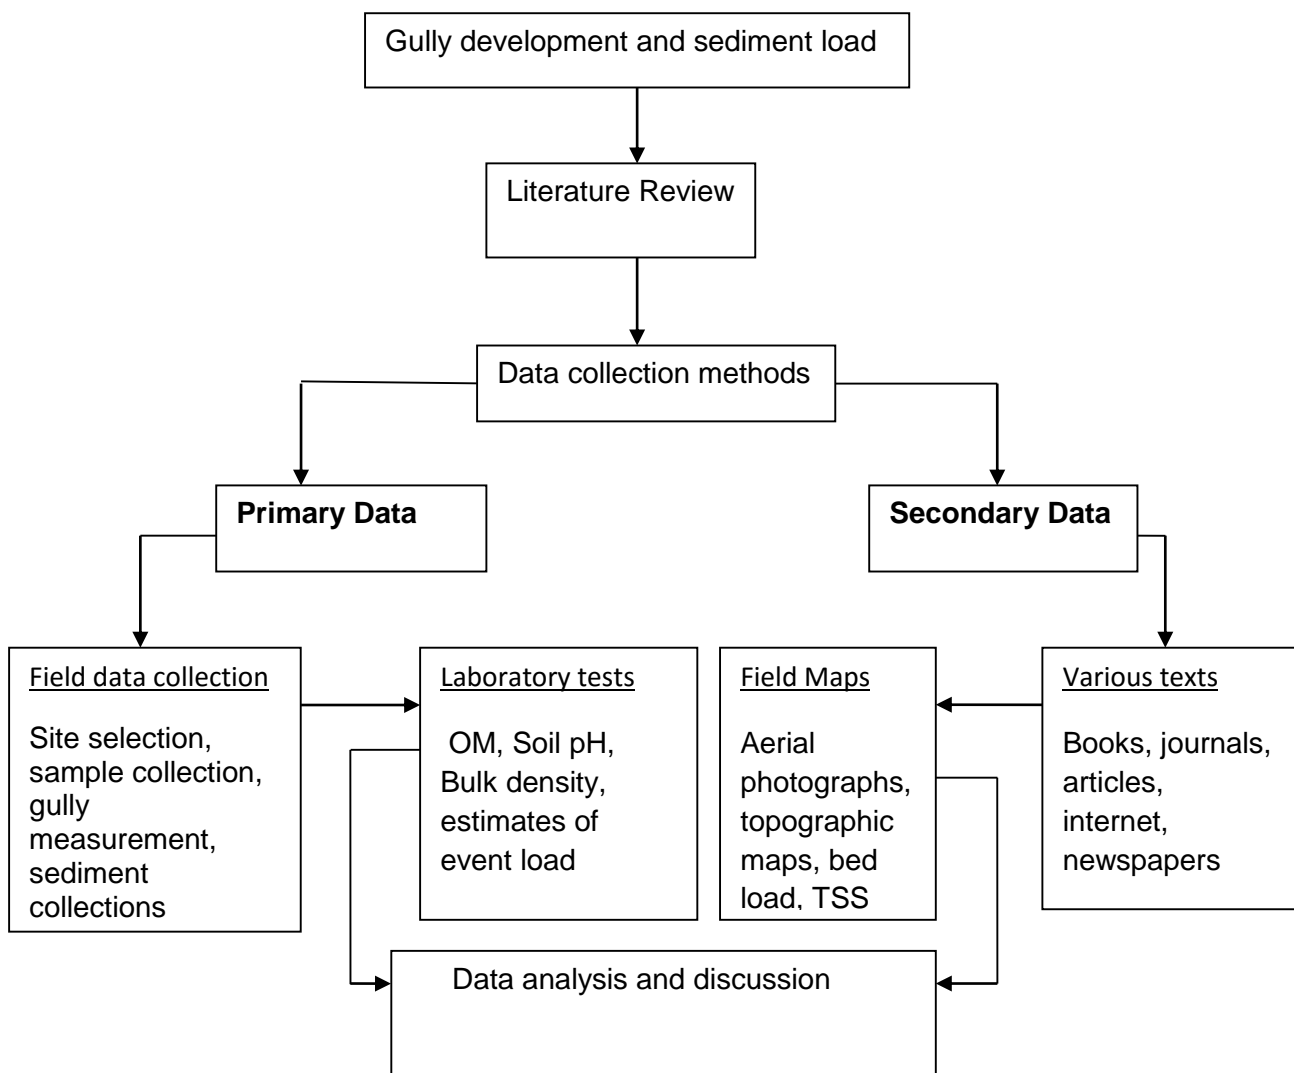 Gully development and sediment load
Literature Review
Data collection methods
Primary Data
Secondary Data
Field data collection
Site selection,
sample collection,
gully
measurement,
sediment
collections
Laboratory tests
OM, Soil pH,
Bulk density,
estimates of
event load
Field Maps
Aerial
photographs,
topographic
maps, bed
load, TSS
Various texts
Books, journals,
articles,
internet,
newspapers
Data analysis and discussion